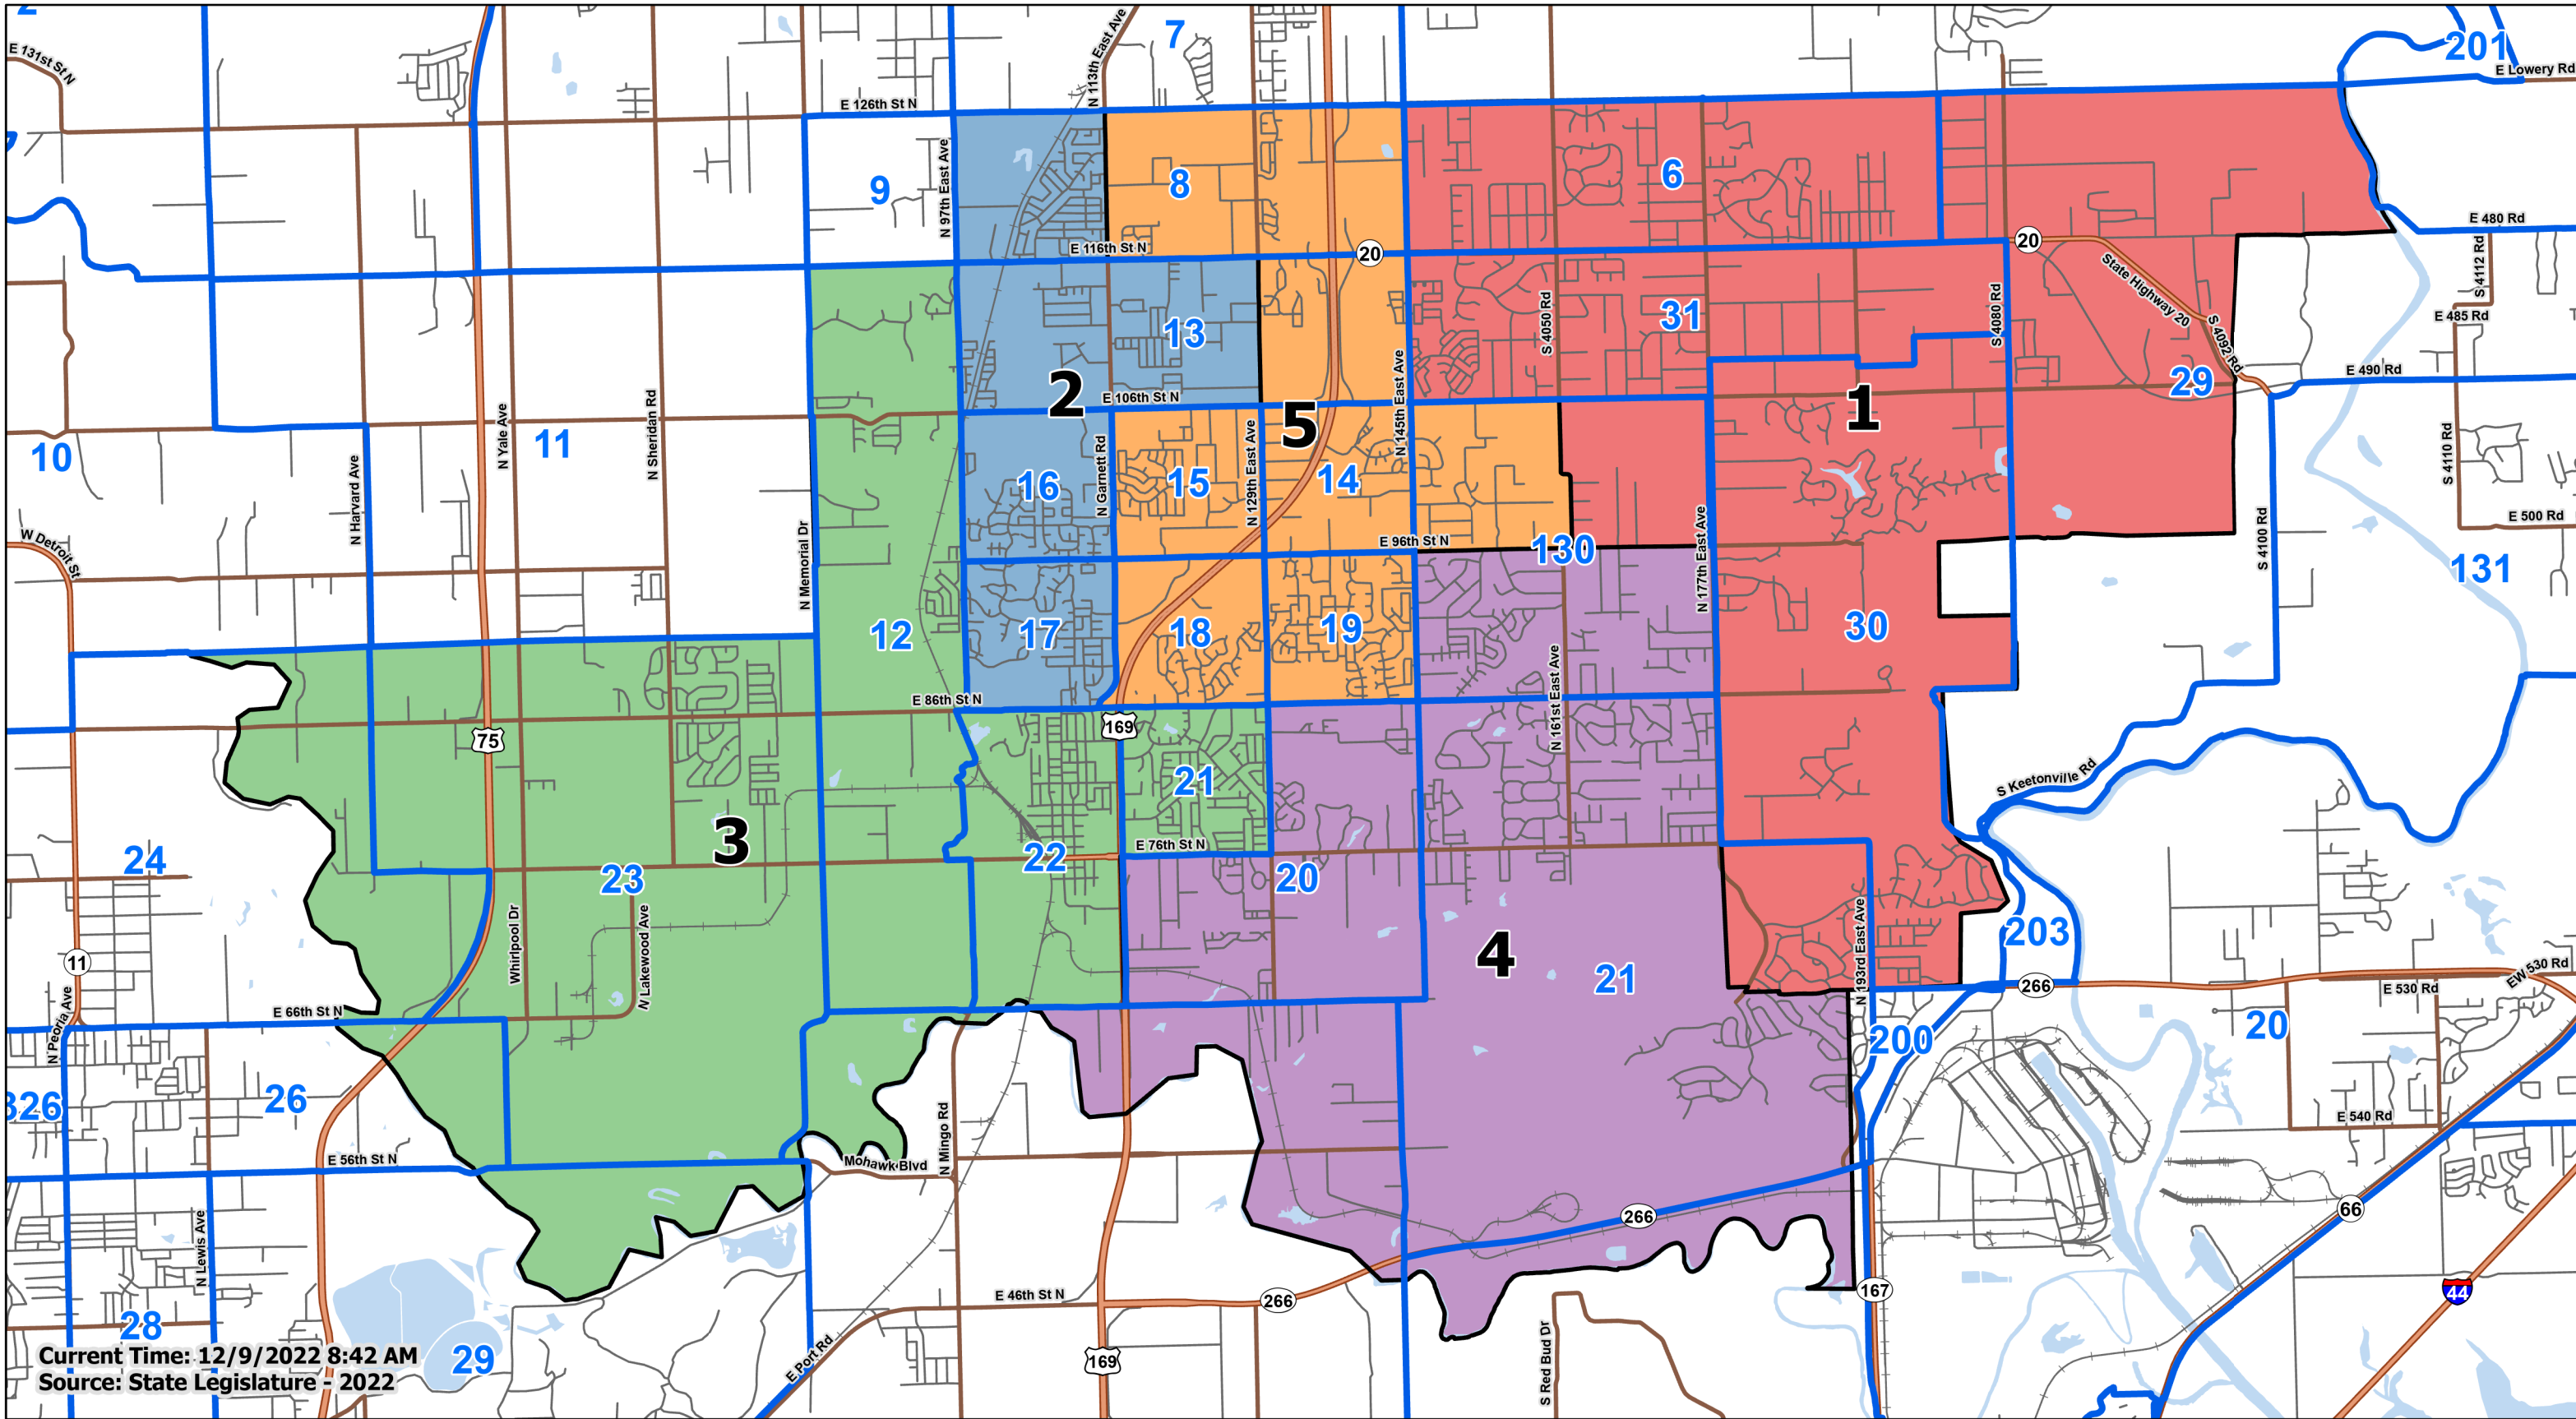 2
7
201
E 131st St N
N 113th East Ave
E Lowery Rd
E 126th St N
N 97th East Ave
9
8
6
E 480 Rd
E 116th St N
20
20
S 4112 Rd
State Highway 20
S 4050 Rd
31
S 4080 Rd
E 485 Rd
13
S 4092 Rd
2
5
1
29
E 490 Rd
E 106th St N
N 145th East Ave
N Yale Ave
N Sheridan Rd
10
11
N Harvard Ave
N Garnett Rd
N 129th East Ave
S 4110 Rd
16
15
14
E 500 Rd
W Detroit St
N Memorial Dr
E 96th St N
130
N 177th East Ave
S 4100 Rd
131
12
17
18
19
30
E 86th St N
169
N 161st East Ave
75
21
S Keetonville Rd
3
E 76th St N
24
23
22
20
4
21
N 193rd East Ave
203
11
Whirlpool Dr
N Lakewood Ave
266
E 530 Rd
EW 530 Rd
E 66th St N
N Peoria Ave
200
20
326
26
N Mingo Rd
E 540 Rd
E 56th St N
Mohawk Blvd
266
66
N Lewis Ave
E 46th St N
266
167
44
28
29
E Port Rd
169
S Red Bud Dr
Current Time: 12/9/2022 8:42 AM
Source: State Legislature - 2022